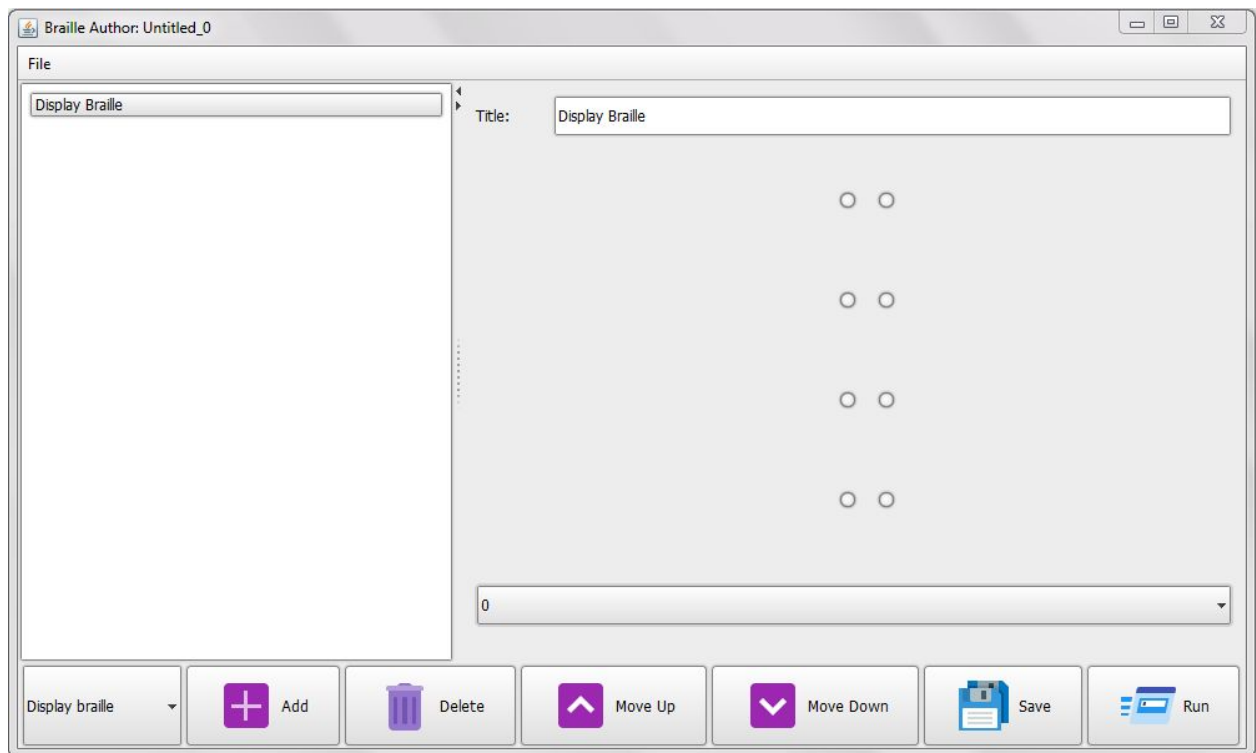 Braille Author: Untitled_0
File
Display Braille
Title:
Display Braille
0
Display braille
Add
Delete
Move Up
Move Down
Save
Run